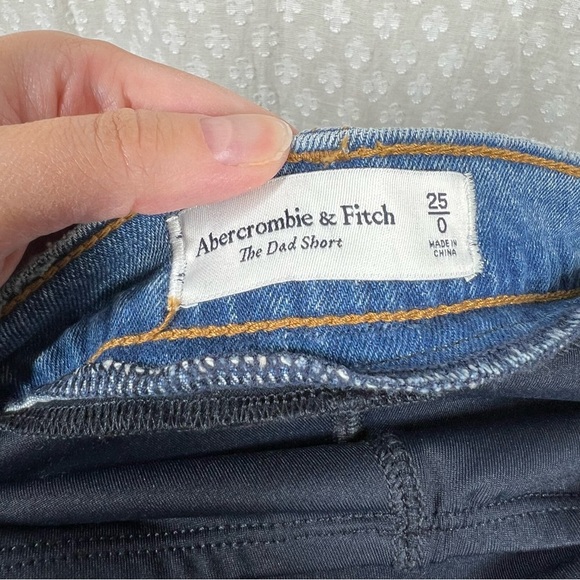 Abercrombie & Fitch
The Dad Short
25
0
MADE IN
CHINA